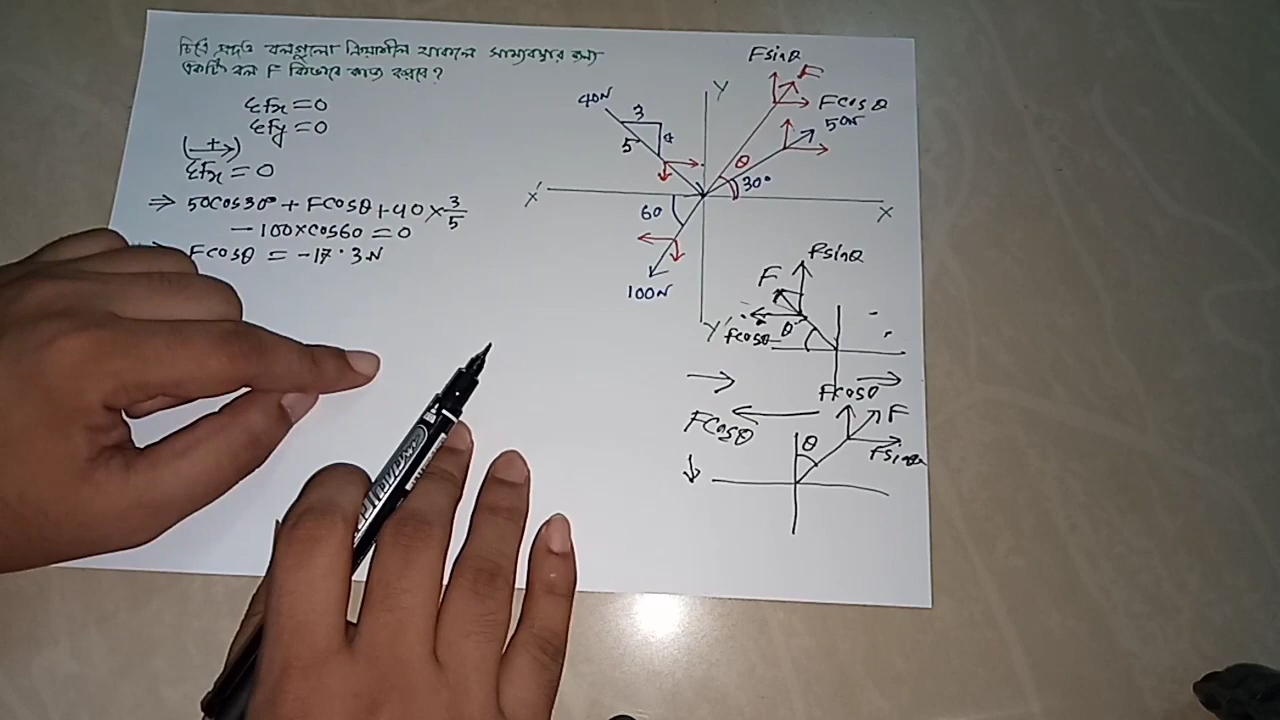 চিত্রে প্রদত্ত বলগুলো ক্রিয়াশীল থাকলে সাম্যবস্থার জন্য
একটি বল F কিভাবে কাজ করবে?
ΣFx = 0
ΣFy = 0
(+→)
ΣFx = 0
⇒ 50cos30° + Fcosθ + 40 × 3/5
− 100×cos60 = 0
Fcosθ = −17.3N
Fsinθ
F
Fcosθ
50N
40N
3
4
5
Y
θ
30°
X'
X
60
100N
Y'
Fsinθ
F
Fcosθ
θ
Fcosθ
Fcosθ
F
θ
Fsinθ